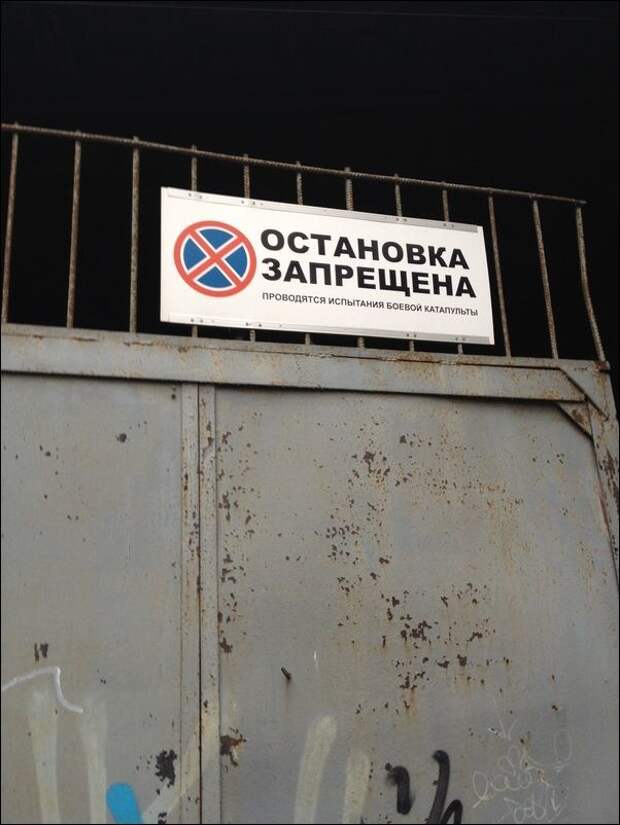 ОСТАНОВКА
ЗАПРЕЩЕНА
ПРОВОДЯТСЯ ИСПЫТАНИЯ БОЕВОЙ КАТАПУЛЬТЫ